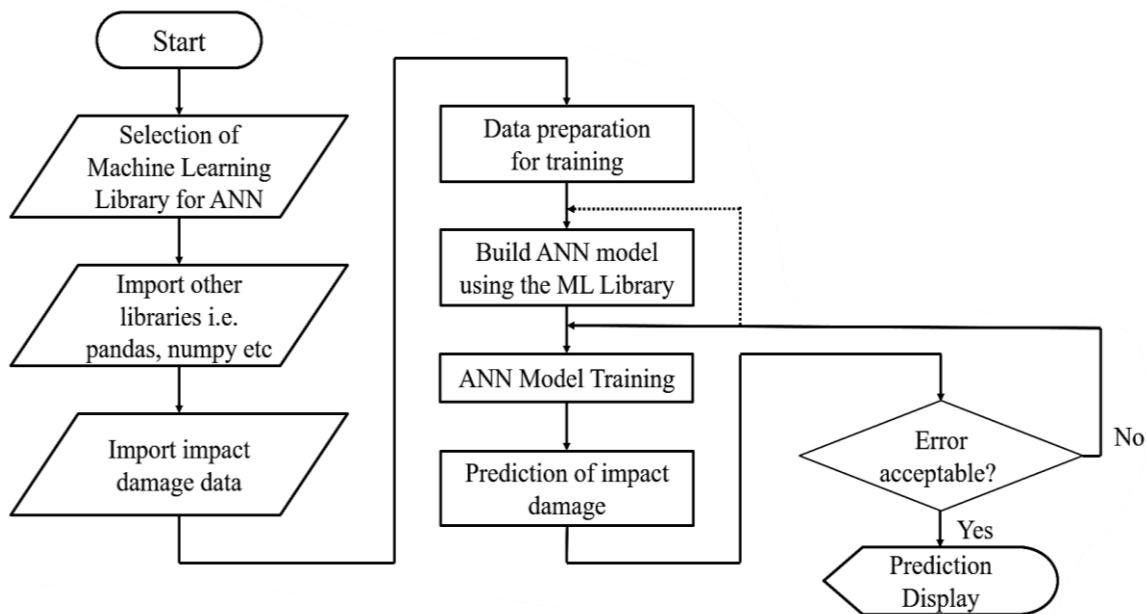 Start
Selection of
Machine Learning
Library for ANN
Import other
libraries i.e.
pandas, numpy etc
Import impact
damage data
Data preparation
for training
Build ANN model
using the ML Library
ANN Model Training
Prediction of impact
damage
Error
acceptable?
No
Yes
Prediction
Display